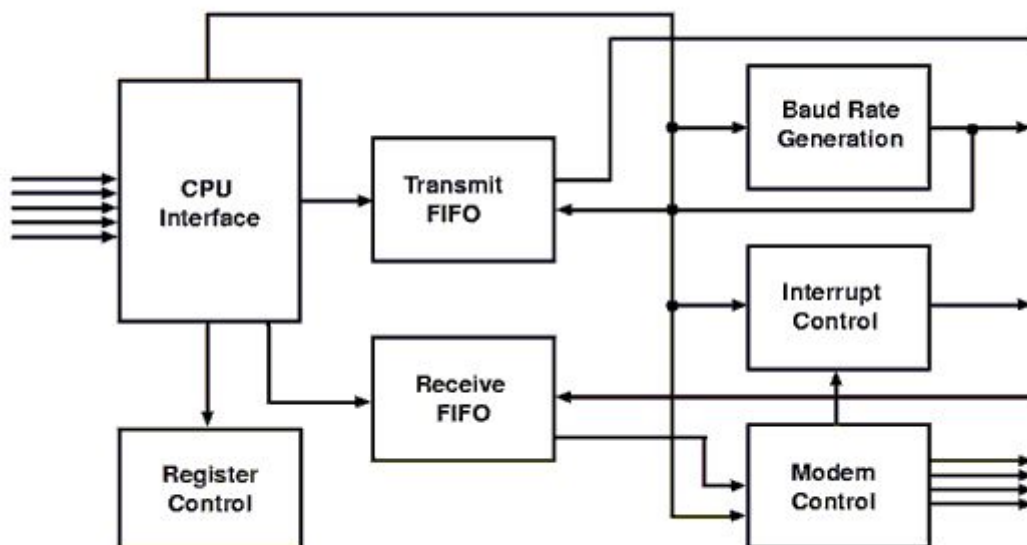 Baud Rate
Generation
CPU
Interface
Transmit
FIFO
Interrupt
Control
Receive
FIFO
Register
Control
Modem
Control